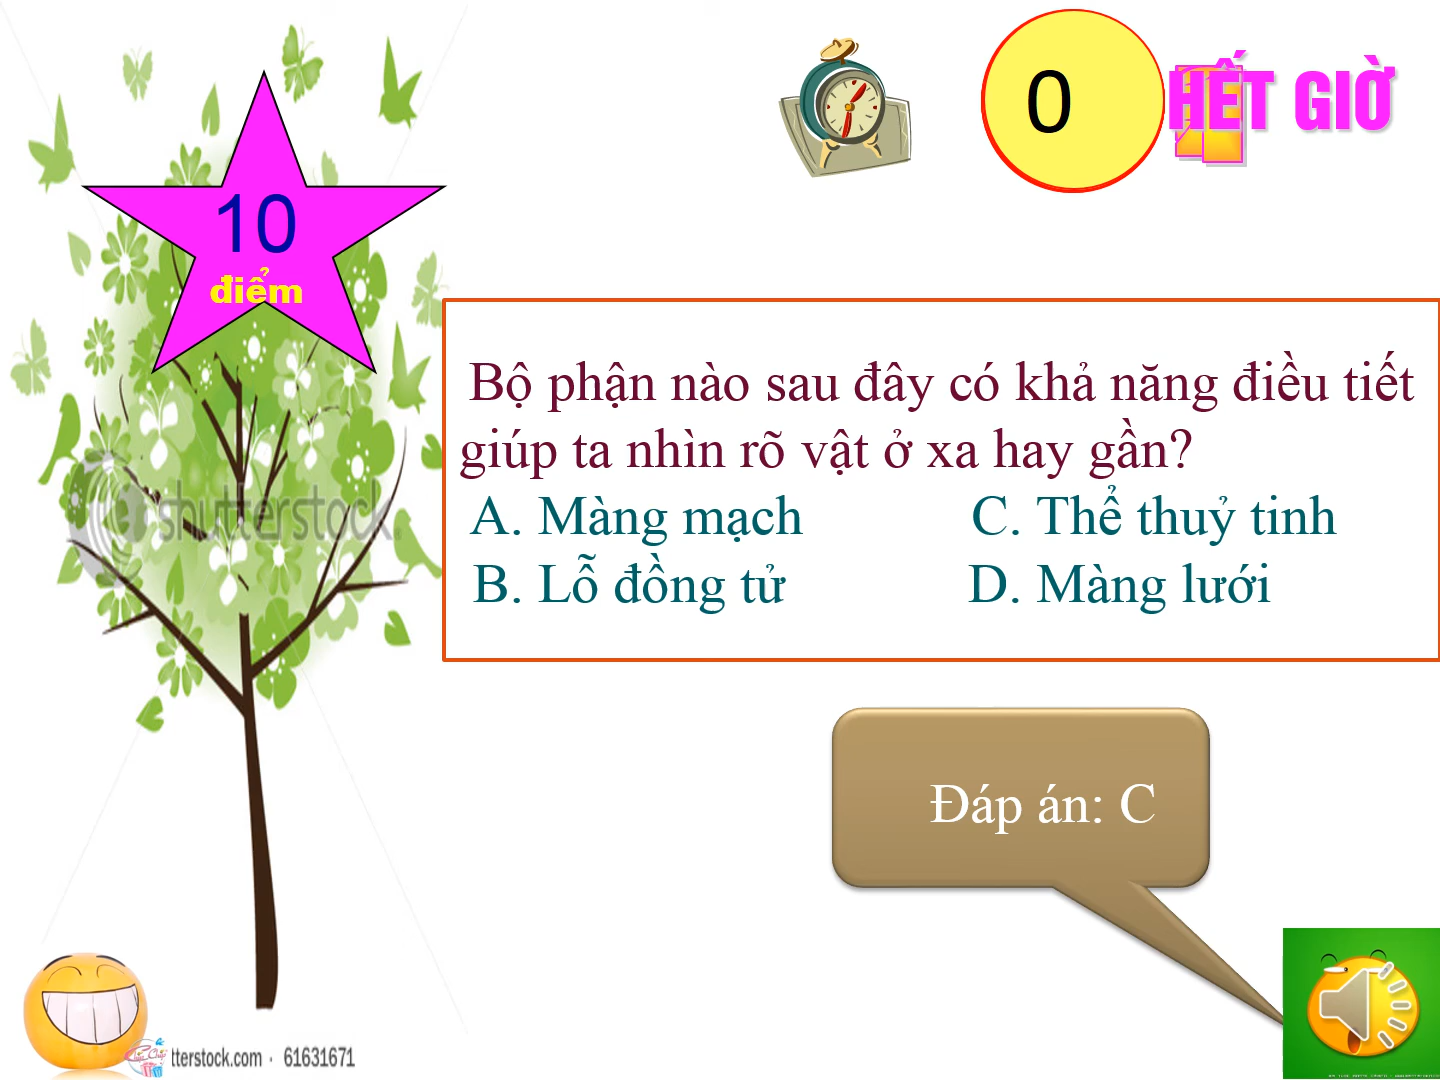 0
HẾT GIỜ
10
điểm
Bộ phận nào sau đây có khả năng điều tiết
giúp ta nhìn rõ vật ở xa hay gần?
A. Màng mạch C. Thể thuỷ tinh
B. Lỗ đồng tử D. Màng lưới
shutterstock
Đáp án: C
tterstock.com · 61631671